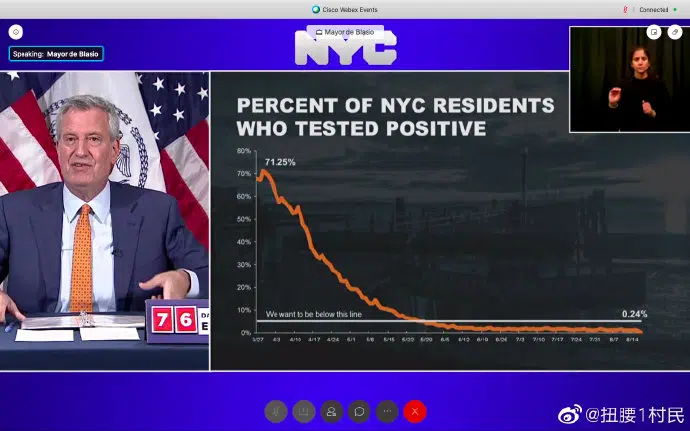 Cisco Webex Events
Connected
Mayor de Blasio
Speaking: Mayor de Blasio
NYC
PERCENT OF NYC RESIDENTS
WHO TESTED POSITIVE
80%
70%
60%
50%
40%
30%
20%
10%
0%
71.25%
We want to be below this line
0.24%
3/27 4/3 4/10 4/17 4/24 5/1 5/8 5/15 5/22 5/29 6/5 6/12 6/19 6/26 7/3 7/10 7/17 7/24 7/31 8/7 8/14
76
@扭腰1村民